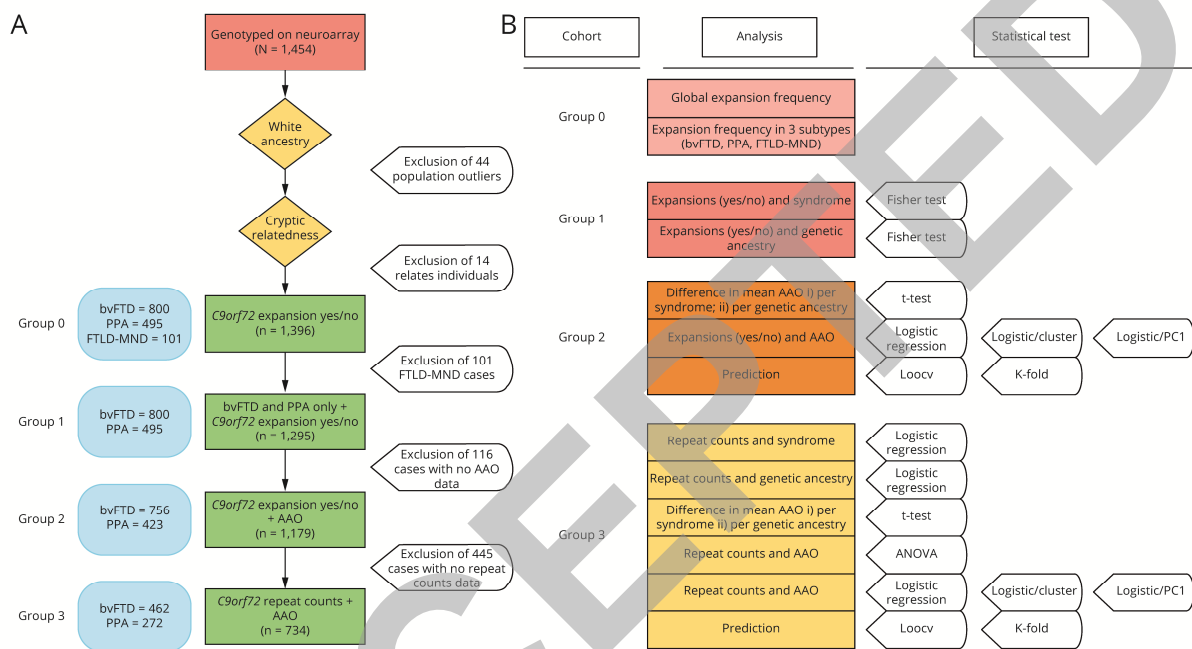 A
Genotyped on neuroarray
(N = 1,454)
White
ancestry
Exclusion of 44
population outliers
Cryptic
relatedness
Exclusion of 14
relates individuals
Group 0
bvFTD = 800
PPA = 495
FTLD-MND = 101
C9orf72 expansion yes/no
(n = 1,396)
Exclusion of 101
FTLD-MND cases
Group 1
bvFTD = 800
PPA = 495
bvFTD and PPA only +
C9orf72 expansion yes/no
(n = 1,295)
Exclusion of 116
cases with no AAO
data
Group 2
bvFTD = 756
PPA = 423
C9orf72 expansion yes/no
+ AAO
(n = 1,179)
Exclusion of 445
cases with no repeat
counts data
Group 3
bvFTD = 462
PPA = 272
C9orf72 repeat counts +
AAO
(n = 734)
B
Cohort
Analysis
Statistical test
Group 0
Global expansion frequency
Expansion frequency in 3 subtypes
(bvFTD, PPA, FTLD-MND)
Group 1
Expansions (yes/no) and syndrome
Fisher test
Expansions (yes/no) and genetic
ancestry
Fisher test
Group 2
Difference in mean AAO i) per
syndrome; ii) per genetic ancestry
t-test
Expansions (yes/no) and AAO
Logistic
regression
Logistic/cluster
Logistic/PC1
Prediction
Loocv
K-fold
Group 3
Repeat counts and syndrome
Logistic
regression
Repeat counts and genetic ancestry
Logistic
regression
Difference in mean AAO i) per
syndrome ii) per genetic ancestry
t-test
Repeat counts and AAO
ANOVA
Repeat counts and AAO
Logistic
regression
Logistic/cluster
Logistic/PC1
Prediction
Loocv
K-fold
CEPTED